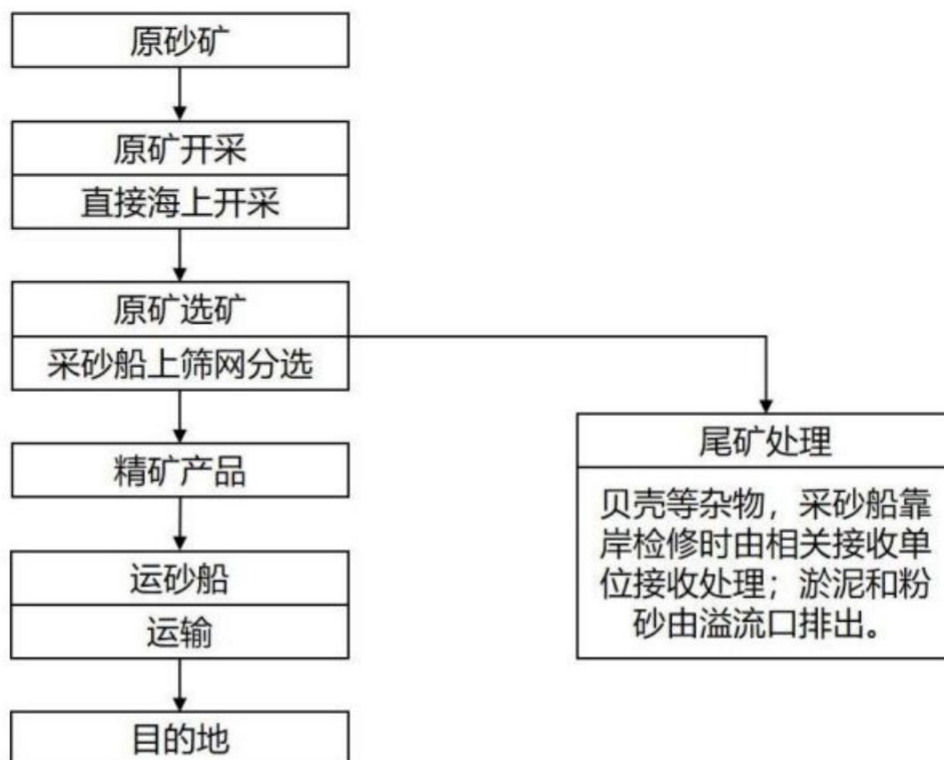 原砂矿
原矿开采
直接海上开采
原矿选矿
采砂船上筛网分选
精矿产品
运砂船
运输
目的地
尾矿处理
贝壳等杂物，采砂船靠
岸检修时由相关接收单
位接收处理；淤泥和粉
砂由溢流口排出。